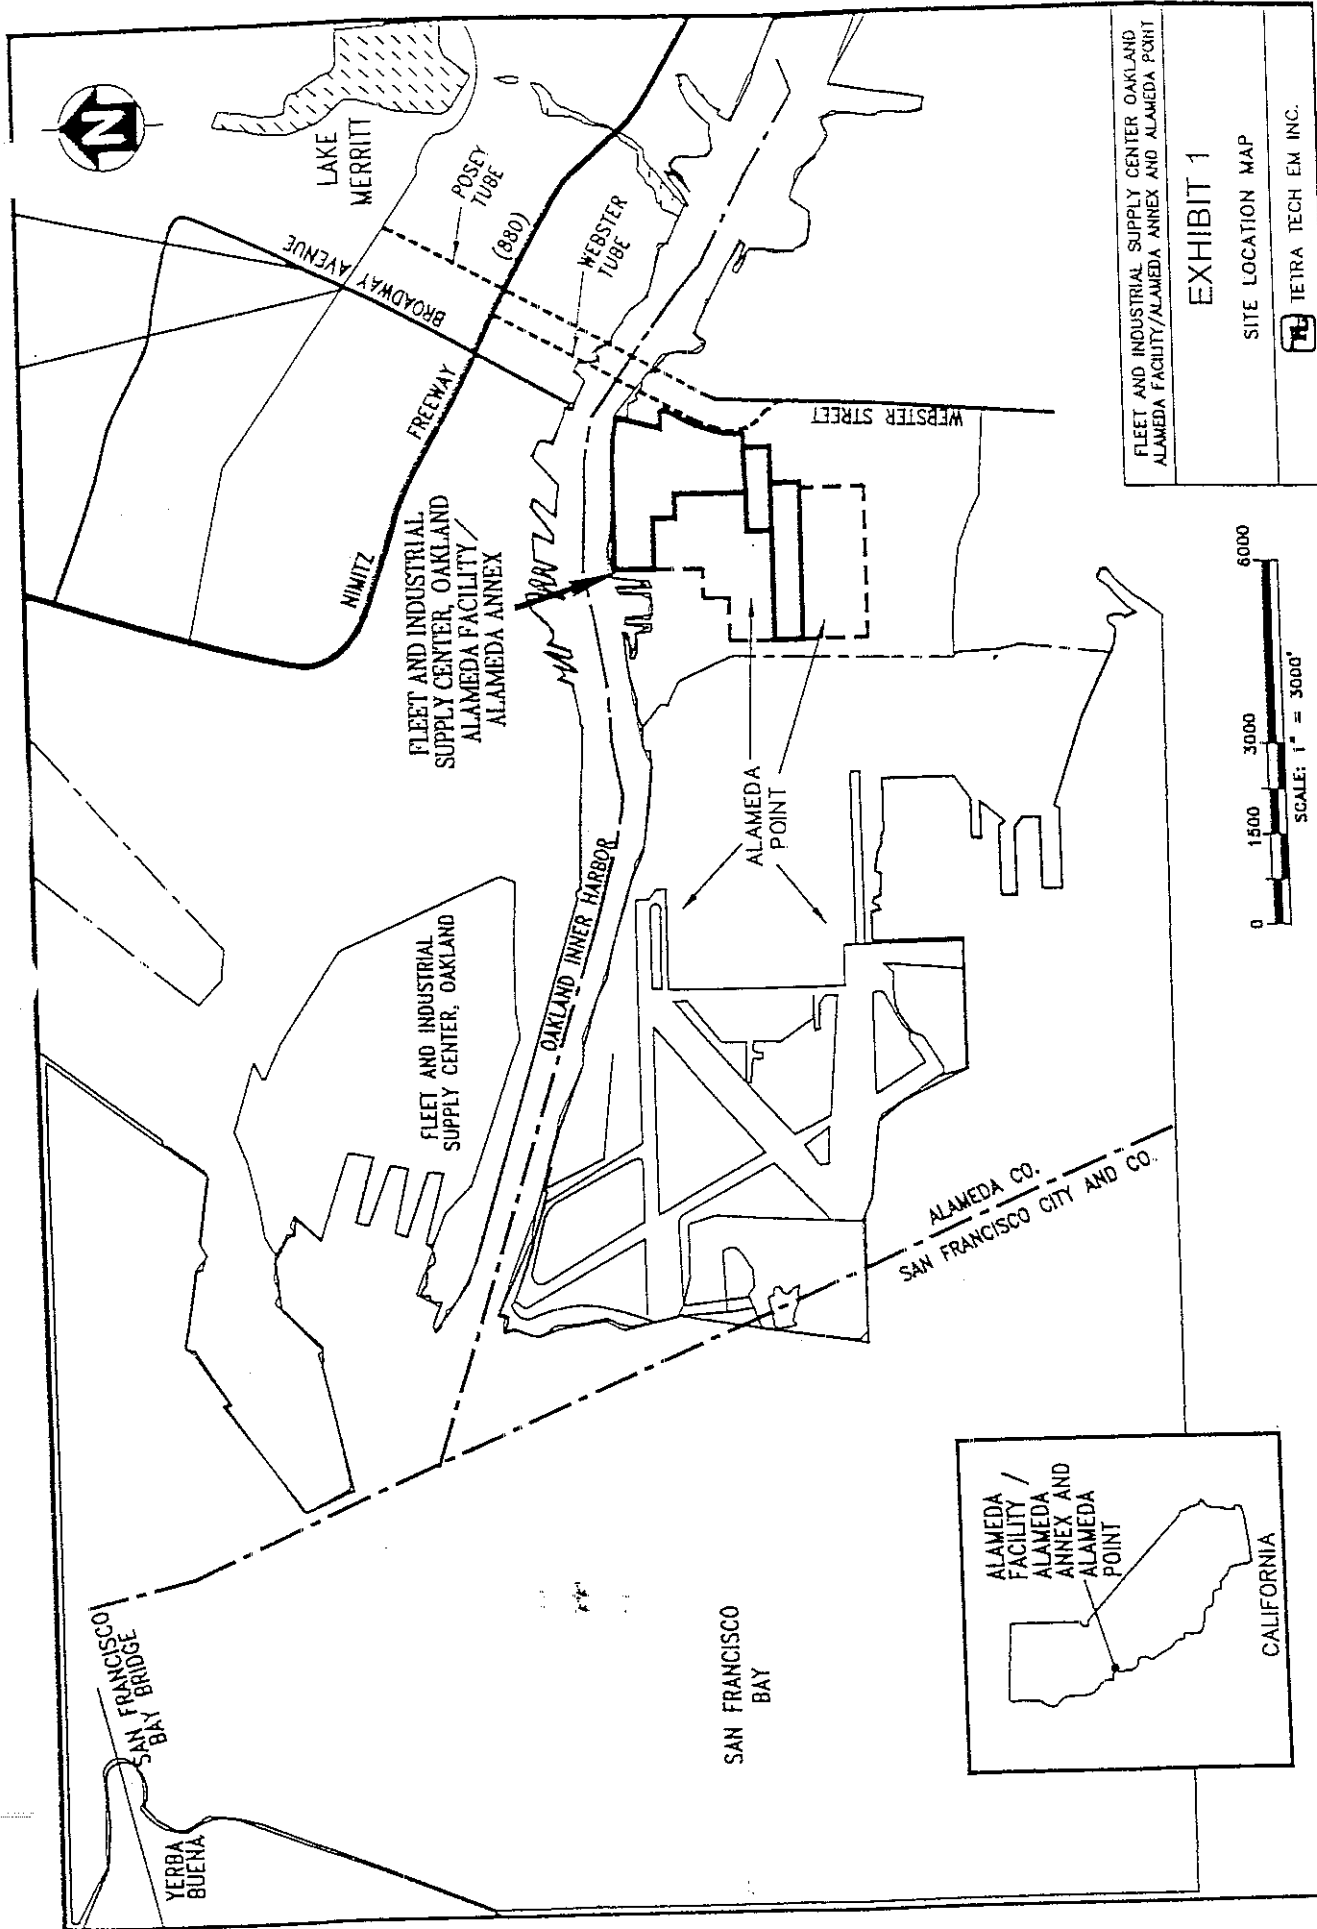 N
LAKE
MERRITT
POSEY
TUBE
BROADWAY AVENUE
(880)
WEBSTER
TUBE
NIMITZ
FREEWAY
WEBSTER STREET
FLEET AND INDUSTRIAL
SUPPLY CENTER, OAKLAND
ALAMEDA FACILITY/
ALAMEDA ANNEX
FLEET AND INDUSTRIAL
SUPPLY CENTER, OAKLAND
OAKLAND INNER HARBOR
ALAMEDA
POINT
ALAMEDA CO.
SAN FRANCISCO CITY AND CO.
SAN FRANCISCO
BAY BRIDGE
YERBA
BUENA
SAN FRANCISCO
BAY
ALAMEDA
FACILITY /
ALAMEDA
ANNEX AND
ALAMEDA
POINT
CALIFORNIA
0 1500 3000 6000
SCALE: 1" = 3000'
FLEET AND INDUSTRIAL SUPPLY CENTER OAKLAND
ALAMEDA FACILITY/ALAMEDA ANNEX AND ALAMEDA POINT
EXHIBIT 1
SITE LOCATION MAP
TETRA TECH EM INC.